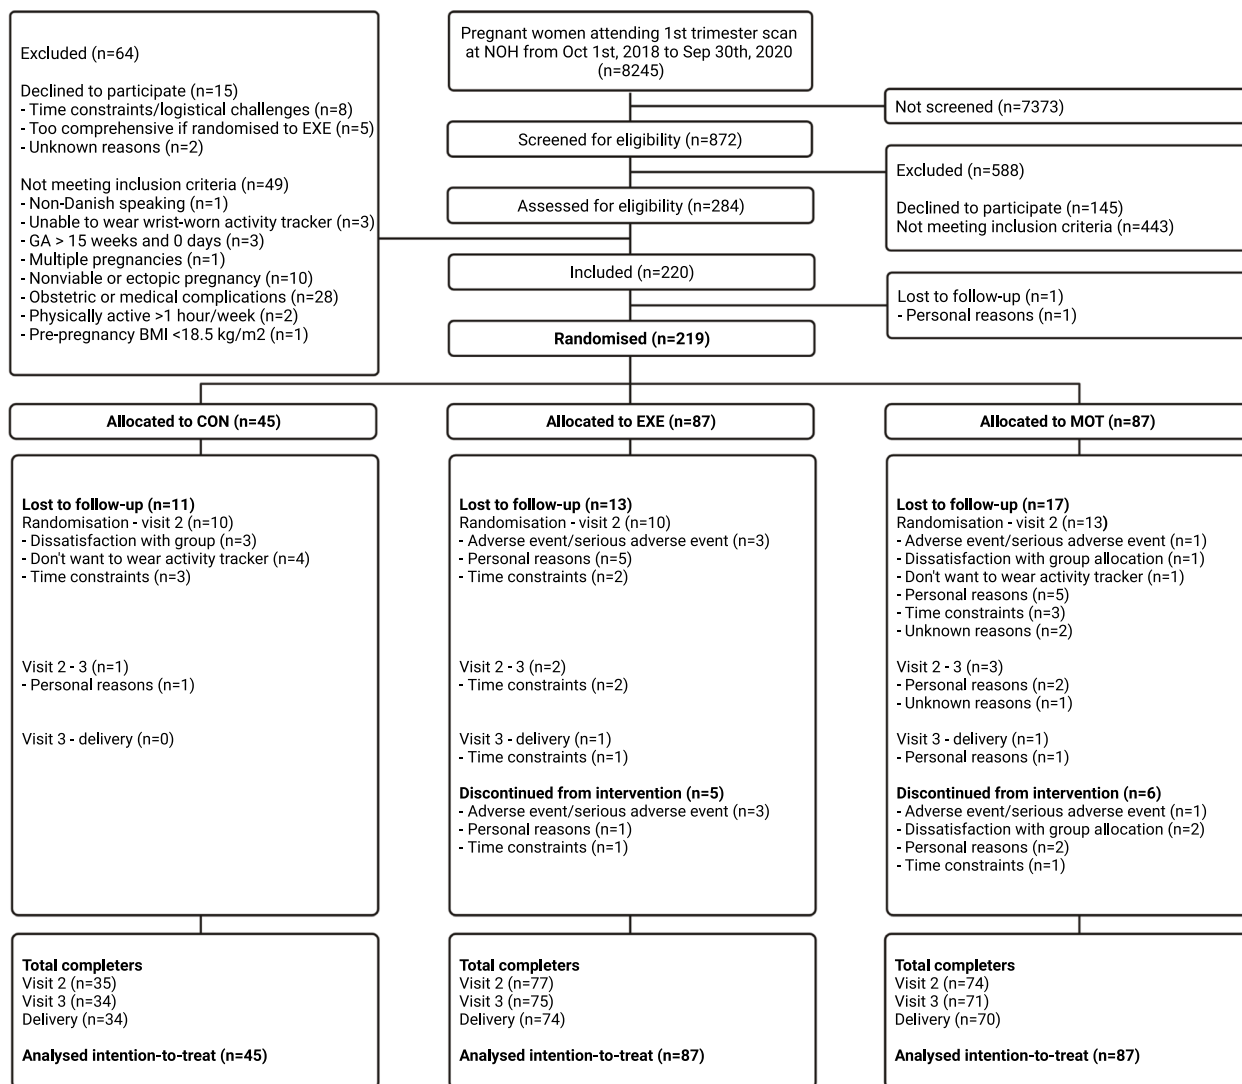 Pregnant women attending 1st trimester scan
at NOH from Oct 1st, 2018 to Sep 30th, 2020
(n=8245)
Not screened (n=7373)
Screened for eligibility (n=872)
Excluded (n=588)
Declined to participate (n=145)
Not meeting inclusion criteria (n=443)
Assessed for eligibility (n=284)
Excluded (n=64)
Declined to participate (n=15)
- Time constraints/logistical challenges (n=8)
- Too comprehensive if randomised to EXE (n=5)
- Unknown reasons (n=2)
Not meeting inclusion criteria (n=49)
- Non-Danish speaking (n=1)
- Unable to wear wrist-worn activity tracker (n=3)
- GA > 15 weeks and 0 days (n=3)
- Multiple pregnancies (n=1)
- Nonviable or ectopic pregnancy (n=10)
- Obstetric or medical complications (n=28)
- Physically active >1 hour/week (n=2)
- Pre-pregnancy BMI <18.5 kg/m2 (n=1)
Included (n=220)
Lost to follow-up (n=1)
- Personal reasons (n=1)
Randomised (n=219)
Allocated to CON (n=45)
Lost to follow-up (n=11)
Randomisation - visit 2 (n=10)
- Dissatisfaction with group (n=3)
- Don't want to wear activity tracker (n=4)
- Time constraints (n=3)
Visit 2 - 3 (n=1)
- Personal reasons (n=1)
Visit 3 - delivery (n=0)
Total completers
Visit 2 (n=35)
Visit 3 (n=34)
Delivery (n=34)
Analysed intention-to-treat (n=45)
Allocated to EXE (n=87)
Lost to follow-up (n=13)
Randomisation - visit 2 (n=10)
- Adverse event/serious adverse event (n=3)
- Personal reasons (n=5)
- Time constraints (n=2)
Visit 2 - 3 (n=2)
- Time constraints (n=2)
Visit 3 - delivery (n=1)
- Time constraints (n=1)
Discontinued from intervention (n=5)
- Adverse event/serious adverse event (n=3)
- Personal reasons (n=1)
- Time constraints (n=1)
Total completers
Visit 2 (n=77)
Visit 3 (n=75)
Delivery (n=74)
Analysed intention-to-treat (n=87)
Allocated to MOT (n=87)
Lost to follow-up (n=17)
Randomisation - visit 2 (n=13)
- Adverse event/serious adverse event (n=1)
- Dissatisfaction with group allocation (n=1)
- Don't want to wear activity tracker (n=1)
- Personal reasons (n=5)
- Time constraints (n=3)
- Unknown reasons (n=2)
Visit 2 - 3 (n=3)
- Personal reasons (n=2)
- Unknown reasons (n=1)
Visit 3 - delivery (n=1)
- Personal reasons (n=1)
Discontinued from intervention (n=6)
- Adverse event/serious adverse event (n=1)
- Dissatisfaction with group allocation (n=2)
- Personal reasons (n=2)
- Time constraints (n=1)
Total completers
Visit 2 (n=74)
Visit 3 (n=71)
Delivery (n=70)
Analysed intention-to-treat (n=87)